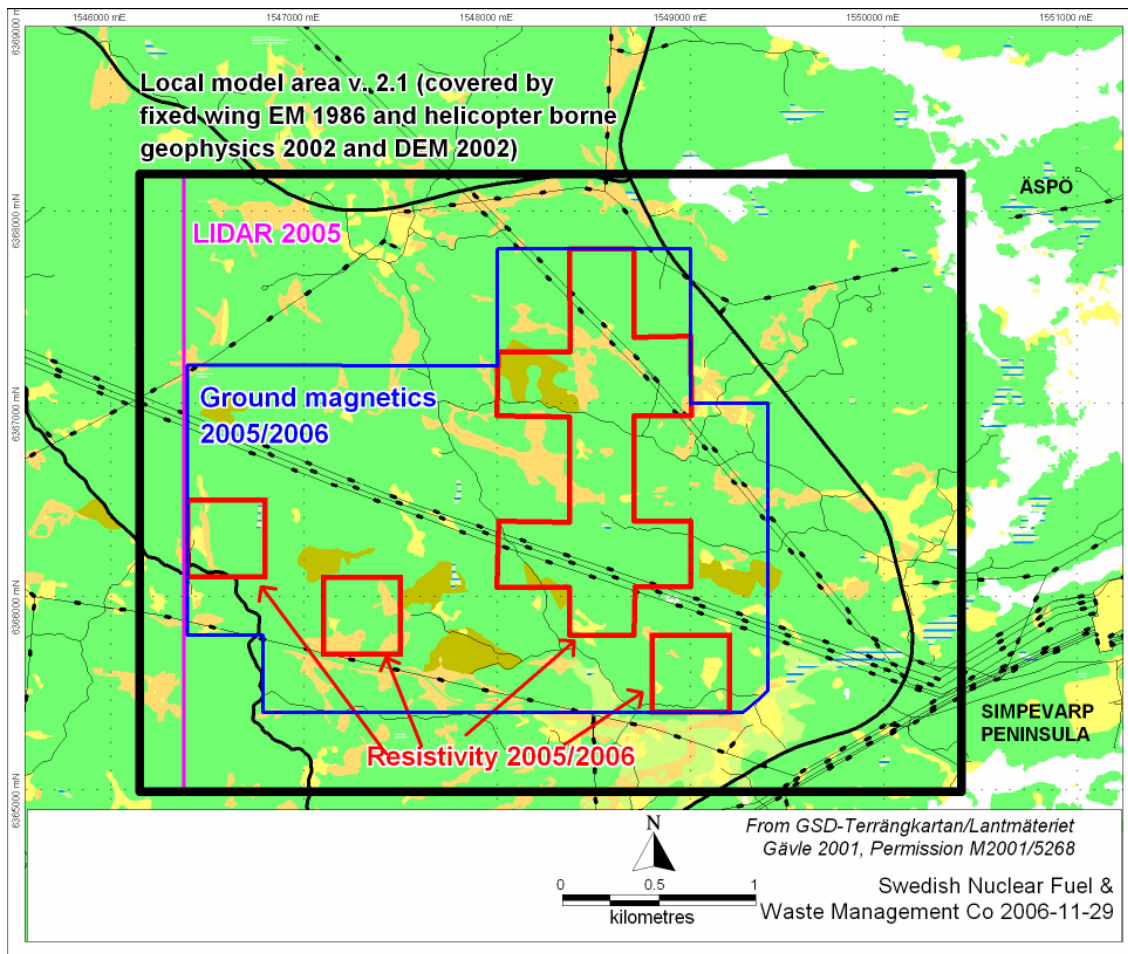 1546000 mE 1547000 mE 1548000 mE 1549000 mE 1550000 mE 1551000 mE
6369000 mN
Local model area v. 2.1 (covered by
fixed wing EM 1986 and helicopter borne
geophysics 2002 and DEM 2002)
ÄSPÖ
6368000 mN
LIDAR 2005
Ground magnetics
2005/2006
6367000 mN
6366000 mN
SIMPEVARP
PENINSULA
Resistivity 2005/2006
6365000 mN
N
From GSD-Terrängkartan/Lantmäteriet
Gävle 2001, Permission M2001/5268
0 0.5 1
kilometres
Swedish Nuclear Fuel &
Waste Management Co 2006-11-29